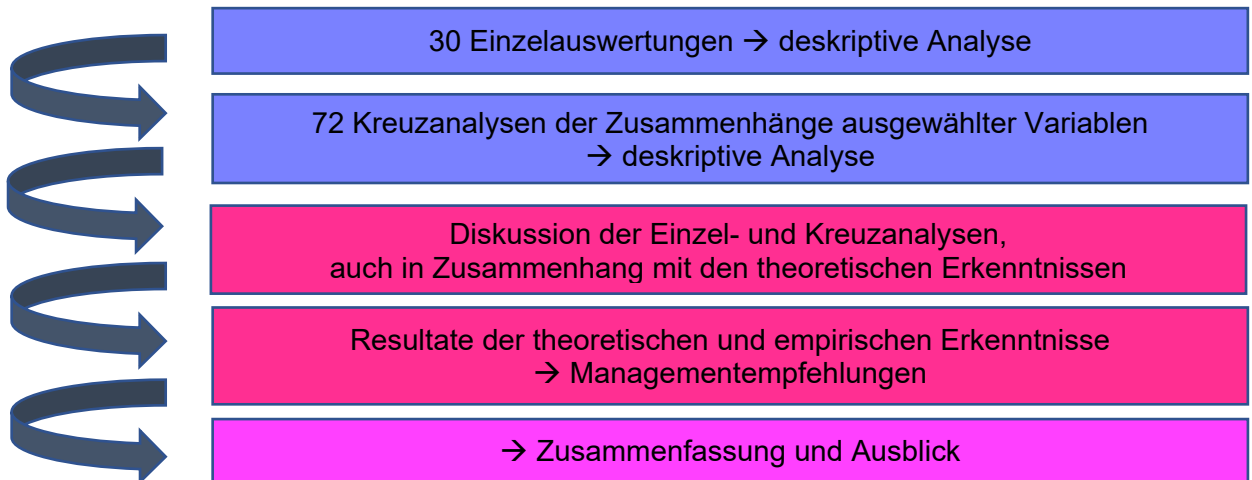 30 Einzelauswertungen → deskriptive Analyse
72 Kreuzanalysen der Zusammenhänge ausgewählter Variablen
→ deskriptive Analyse
Diskussion der Einzel- und Kreuzanalysen,
auch in Zusammenhang mit den theoretischen Erkenntnissen
Resultate der theoretischen und empirischen Erkenntnisse
→ Managementempfehlungen
→ Zusammenfassung und Ausblick